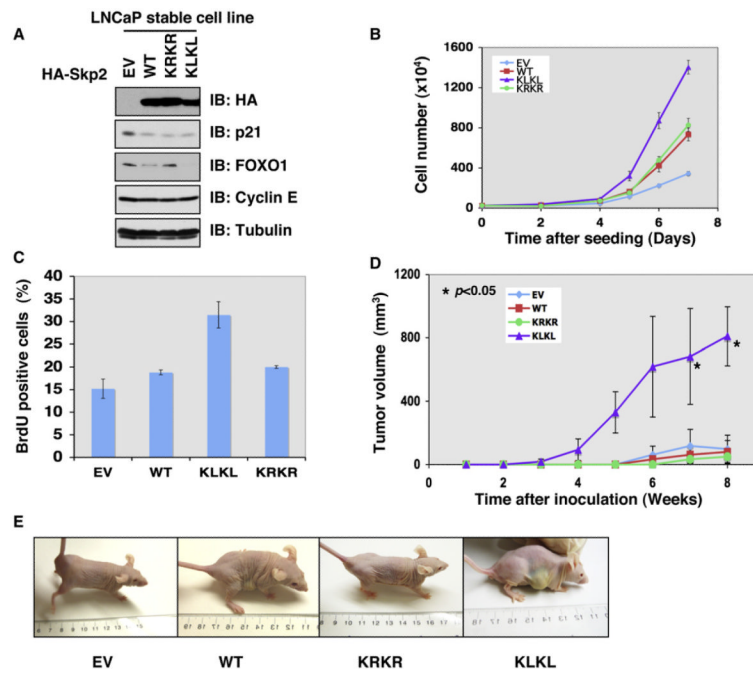 LNCaP stable cell line
A
HA-Skp2
EV
WT
KRKR
KLKL
IB: HA
IB: p21
IB: FOXO1
IB: Cyclin E
IB: Tubulin
B
Cell number (x10⁴)
1600
1200
800
400
0
EV
WT
KLKL
KRKR
0 2 4 6 8
Time after seeding (Days)
C
BrdU positive cells (%)
40
35
30
25
20
15
10
5
0
EV WT KLKL KRKR
D
Tumor volume (mm³)
1200
800
400
0
* p<0.05
EV
WT
KRKR
KLKL
*
*
0 2 4 6 8
Time after inoculation (Weeks)
E
EV WT KRKR KLKL